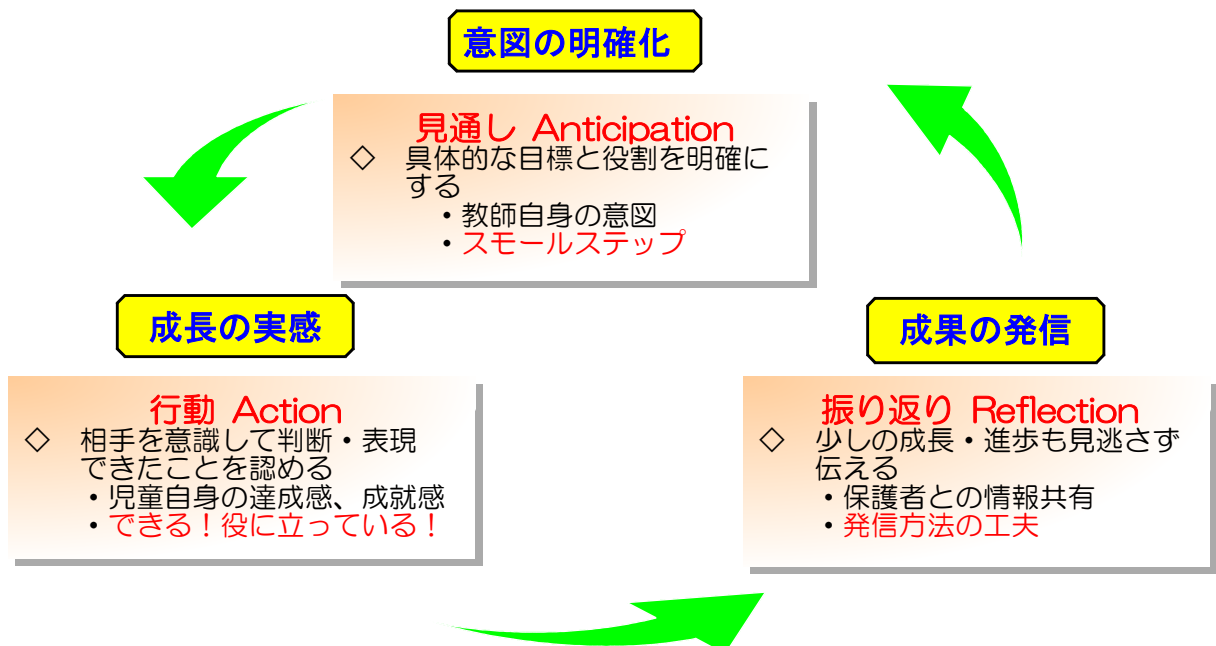 意図の明確化
見通し Anticipation
◇ 具体的な目標と役割を明確に
する
・教師自身の意図
・スモールステップ
成長の実感
行動 Action
◇ 相手を意識して判断・表現
できたことを認める
・児童自身の達成感、成就感
・できる！役に立っている！
成果の発信
振り返り Reflection
◇ 少しの成長・進歩も見逃さず
伝える
・保護者との情報共有
・発信方法の工夫